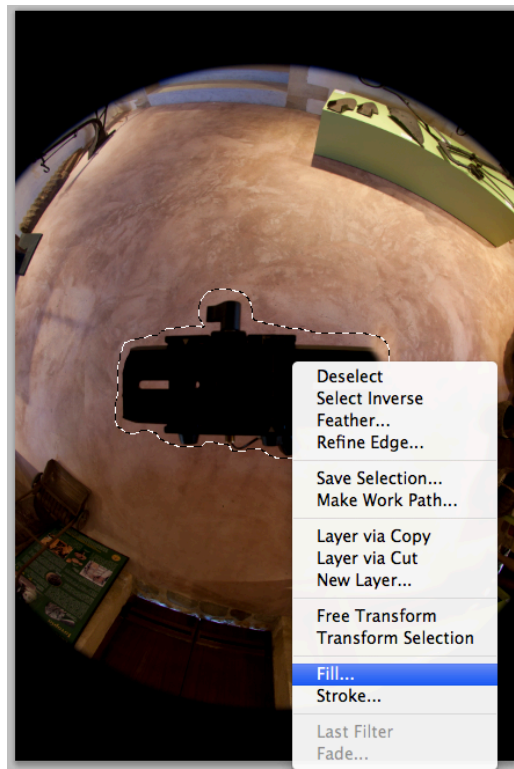 Deselect
Select Inverse
Feather...
Refine Edge...
Save Selection...
Make Work Path...
Layer via Copy
Layer via Cut
New Layer...
Free Transform
Transform Selection
Fill...
Stroke...
Last Filter
Fade...